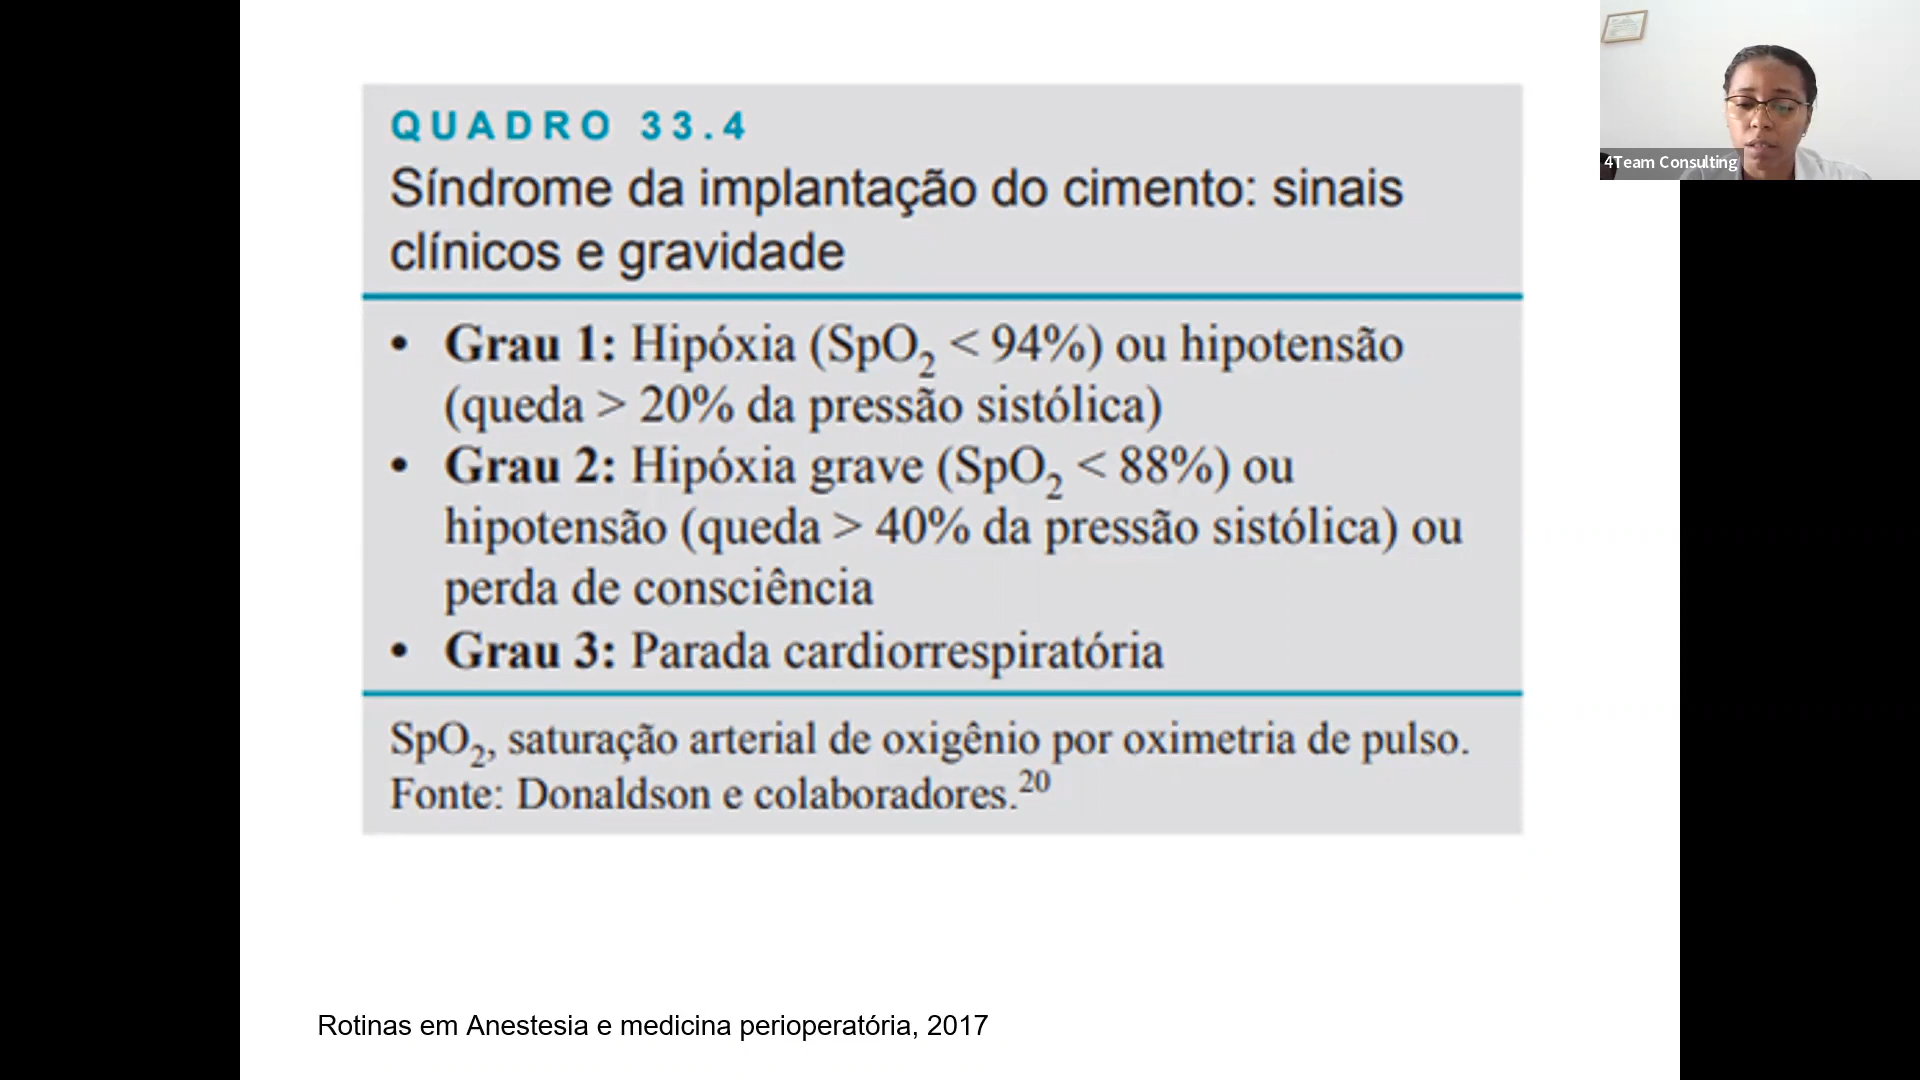 QUADRO 33.4
Síndrome da implantação do cimento: sinais
clínicos e gravidade
• Grau 1: Hipóxia (SpO₂ < 94%) ou hipotensão
(queda > 20% da pressão sistólica)
• Grau 2: Hipóxia grave (SpO₂ < 88%) ou
hipotensão (queda > 40% da pressão sistólica) ou
perda de consciência
• Grau 3: Parada cardiorrespiratória
SpO₂, saturação arterial de oxigênio por oximetria de pulso.
Fonte: Donaldson e colaboradores.²⁰
Rotinas em Anestesia e medicina perioperatória, 2017
4Team Consulting